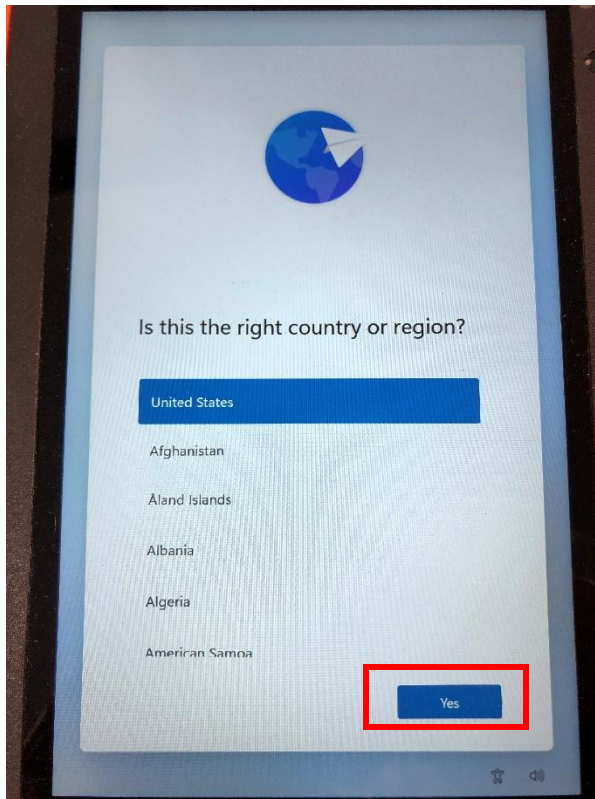 Is this the right country or region?
United States
Afghanistan
Åland Islands
Albania
Algeria
American Samoa
Yes